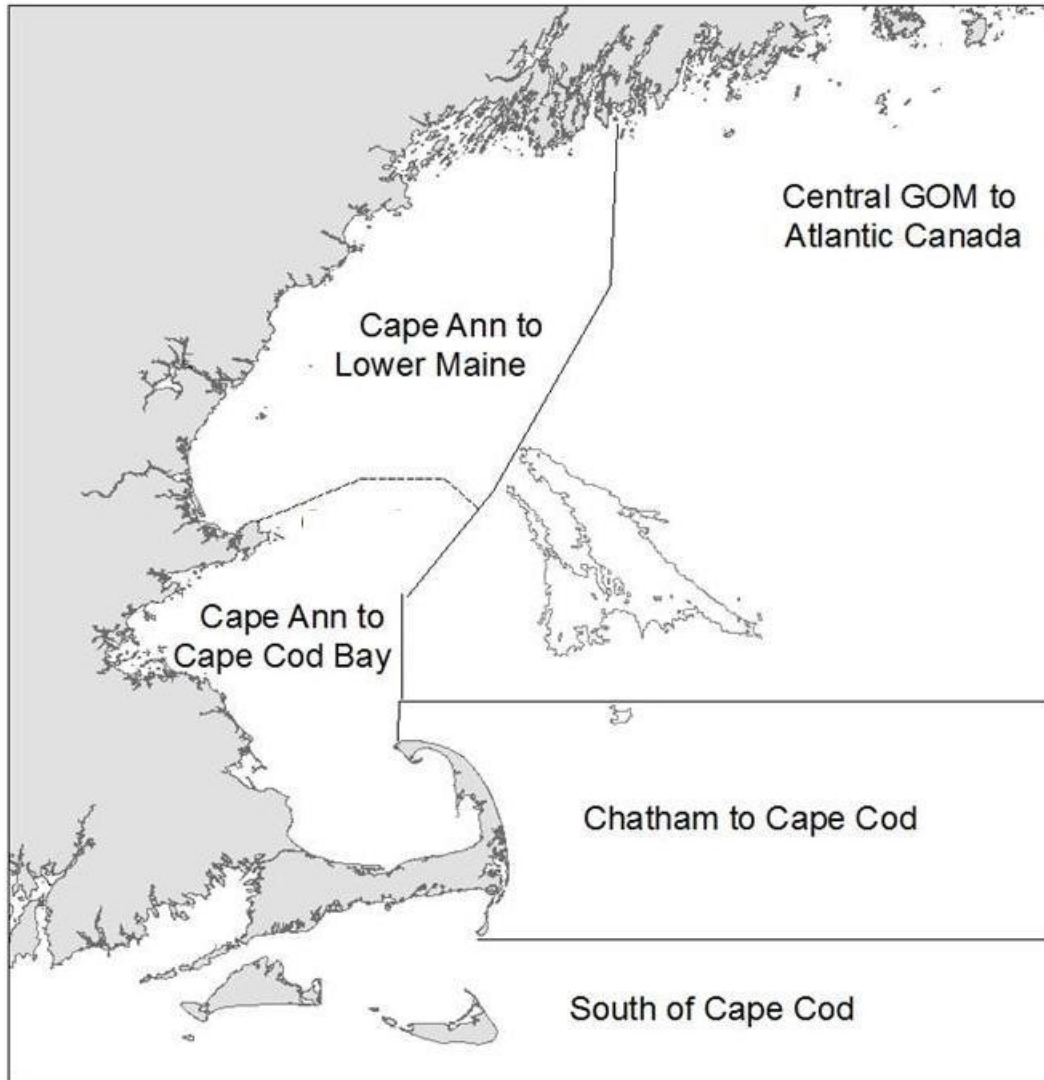 Central GOM to
Atlantic Canada
Cape Ann to
Lower Maine
Cape Ann to
Cape Cod Bay
Chatham to Cape Cod
South of Cape Cod